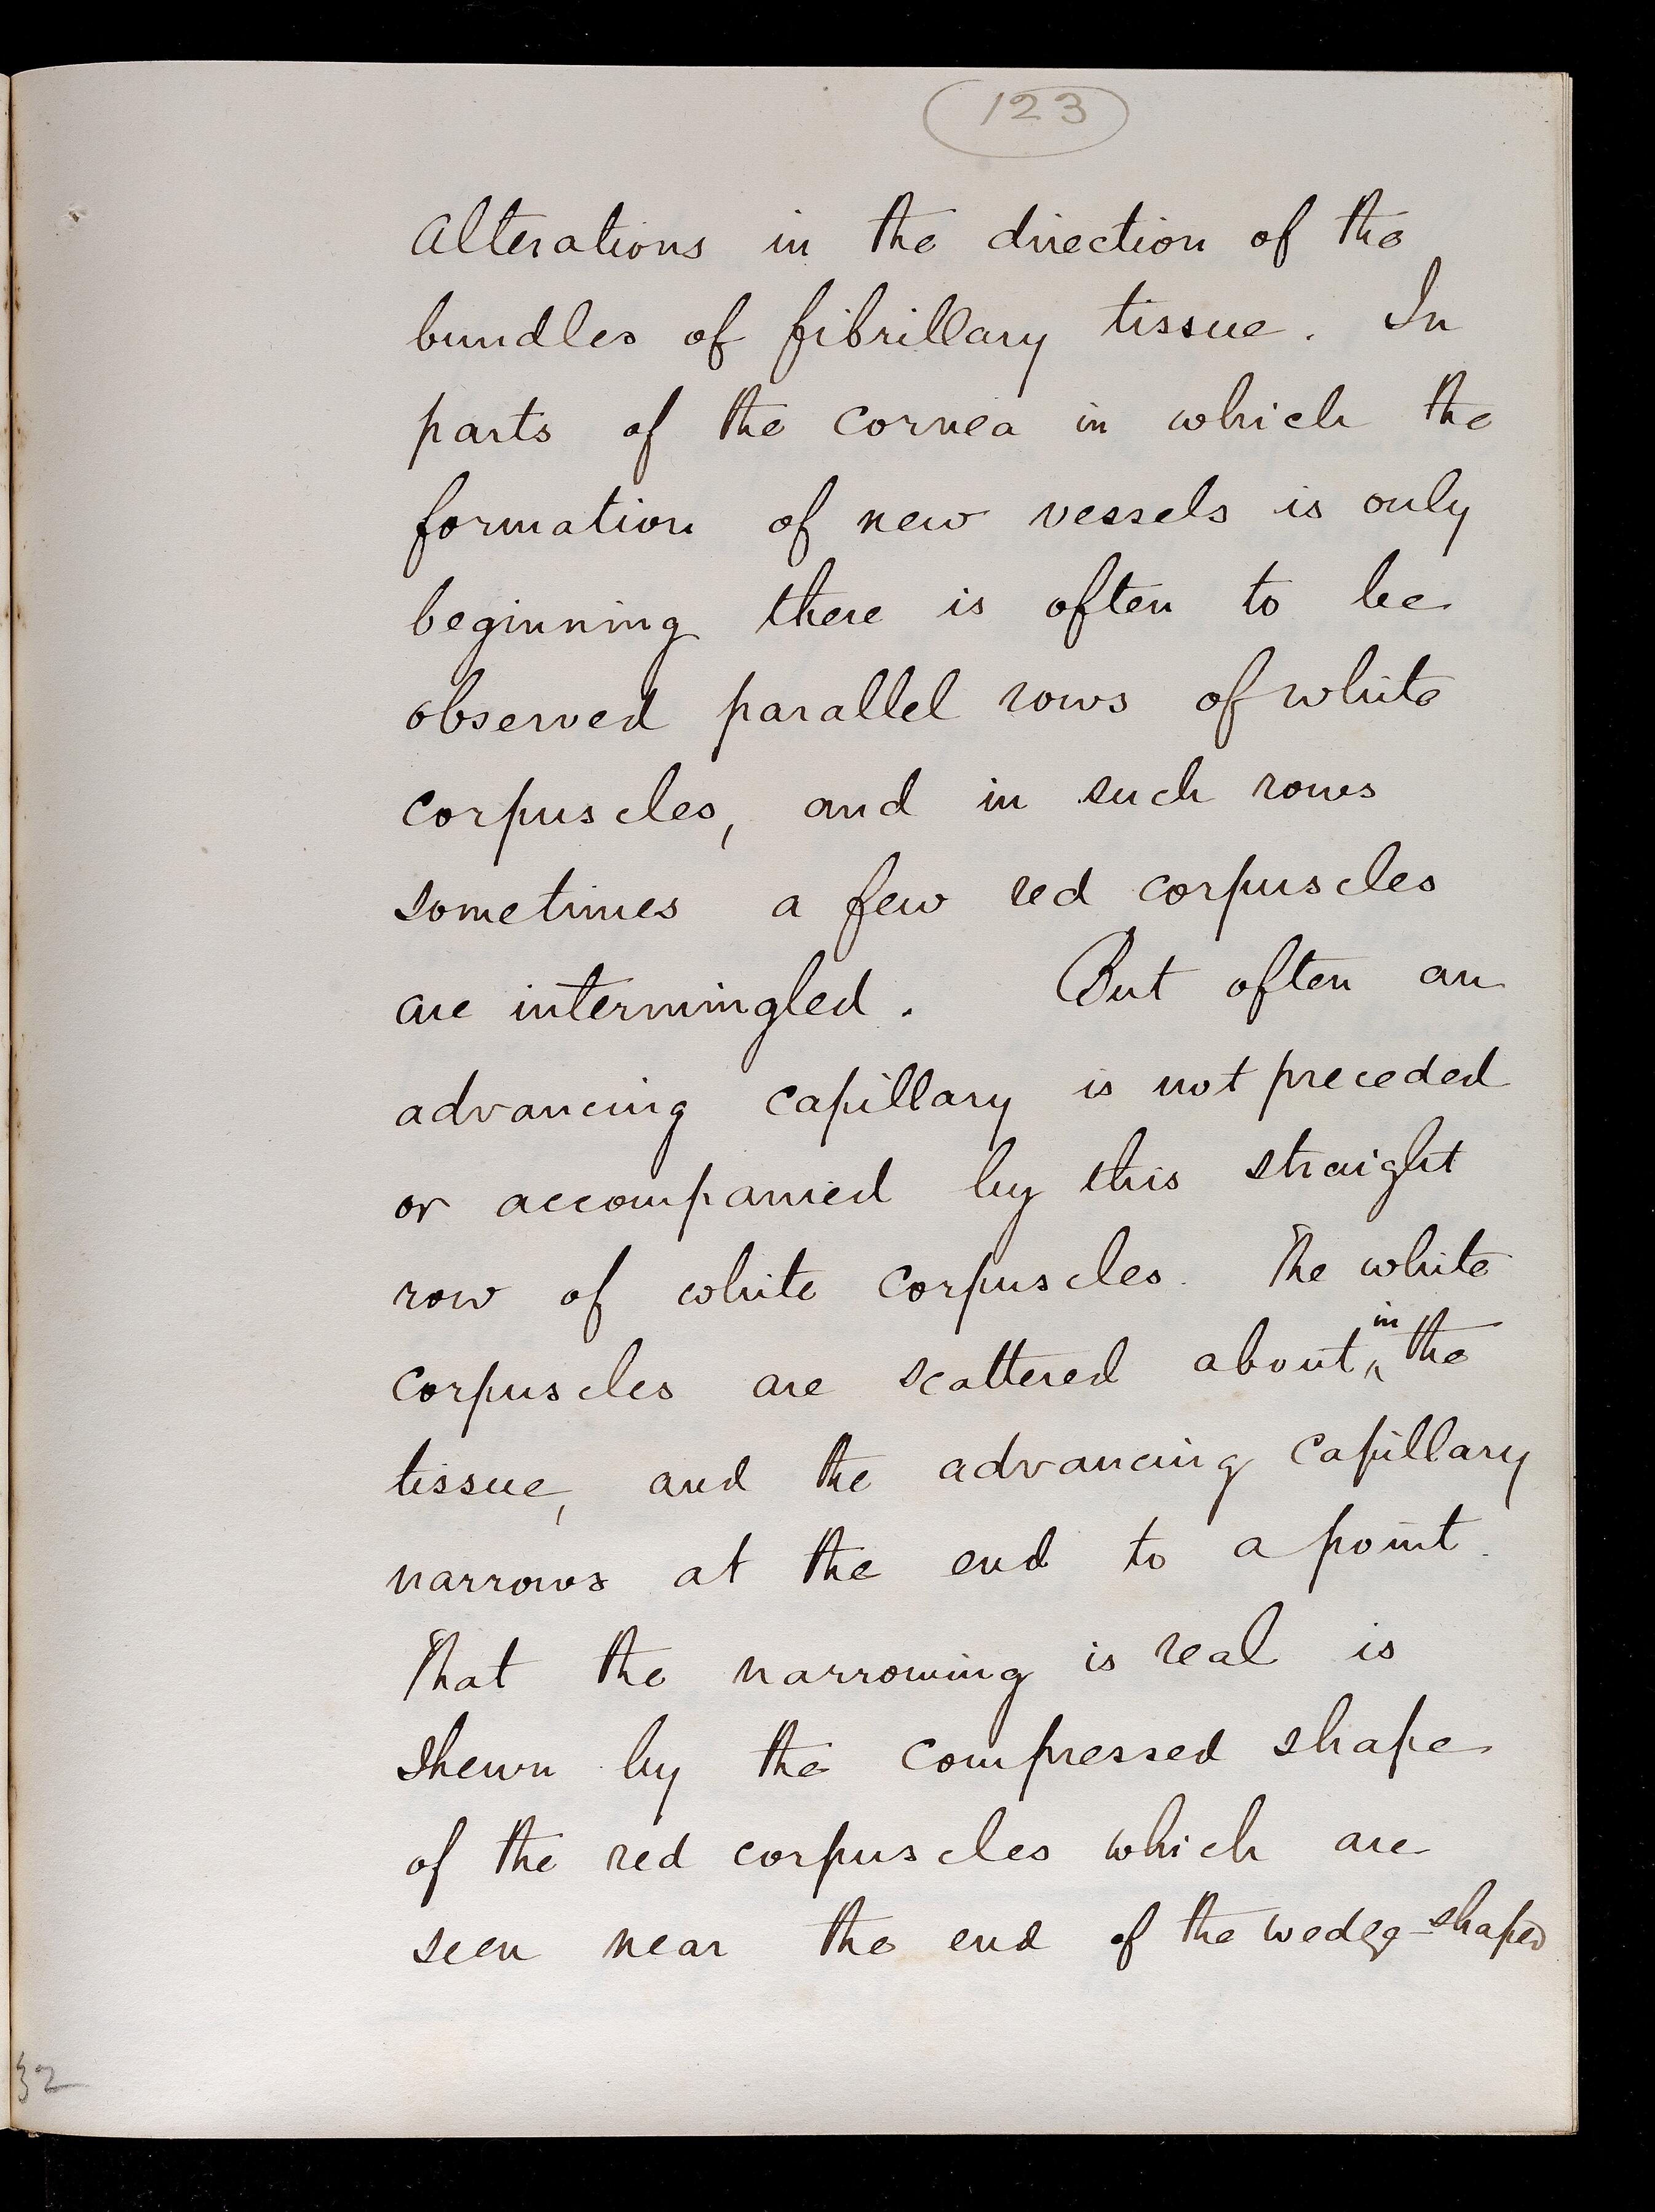 123
alterations in the direction of the
bundles of fibrillary tissue. In
parts of the cornea in which the
formation of new vessels is only
beginning there is often to be
observed parallel rows of white
corpuscles, and in such rows
sometimes a few red corpuscles
are intermingled. But often an
advancing capillary is not preceded
or accompanied by this straight
row of white corpuscles. The white
in
corpuscles are scattered about ^ the
tissue, and the advancing capillary
narrows at the end to a point.
That the narrowing is real is
shewn by the compressed shape
of the red corpuscles which are
seen near the end of the wedeg-shaped
32